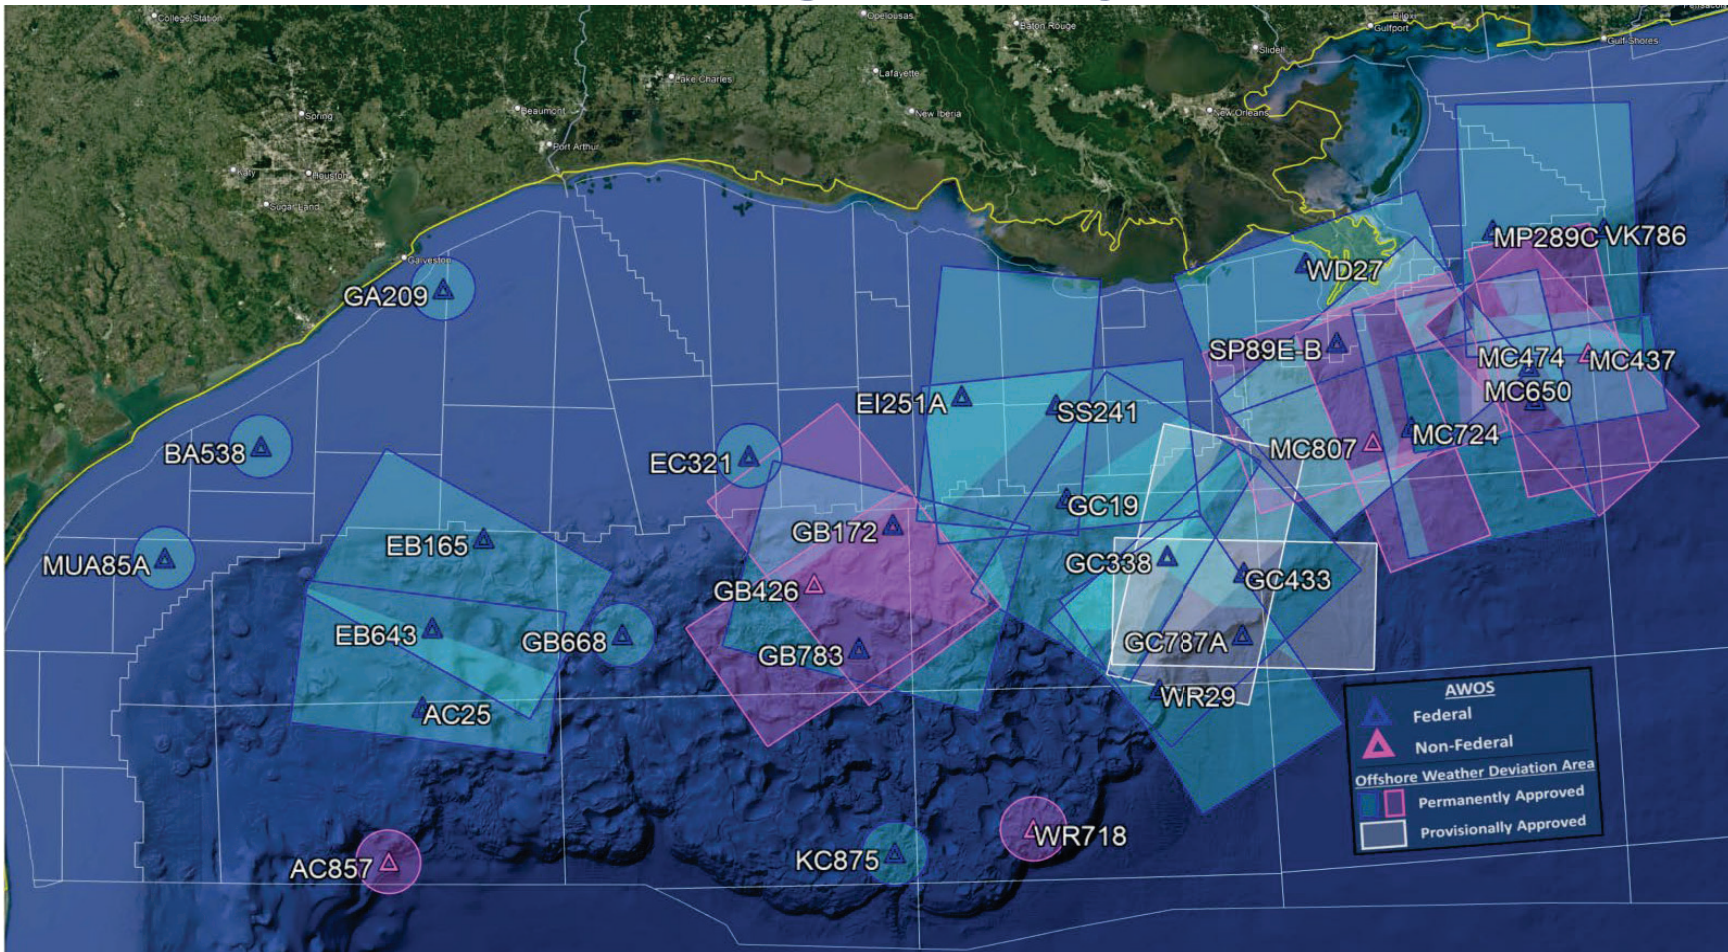 College Station
Opelousas
Baton Rouge
Biloxi
Gulfport
Gulf Shores
Slidell
Lake Charles
Lafayette
Spring
Beaumont
New Iberia
New Orleans
Port Arthur
Katy
Houston
Sugar Land
Galveston
MP289C
VK786
WD27
GA209
SP89E-B
MC474
MC437
MC650
EI251A
SS241
MC724
MC807
BA538
EC321
GC19
GB172
EB165
MUA85A
GC338
GC433
GB426
EB643
GB668
GB783
GC787A
WR29
AC25
AWOS
Federal
Non-Federal
Offshore Weather Deviation Area
Permanently Approved
Provisionally Approved
WR718
KC875
AC857